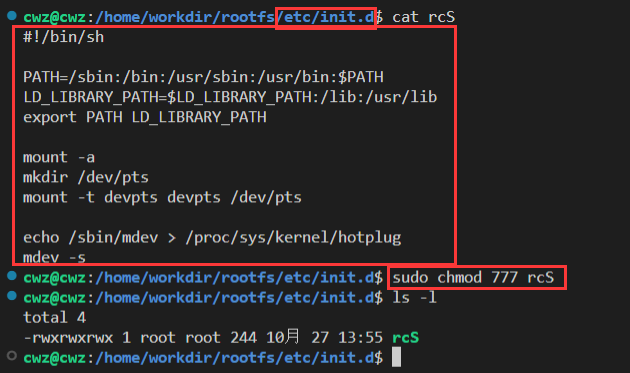 cwz@cwz:/home/workdir/rootfs/etc/init.d$ cat rcS
#!/bin/sh
PATH=/sbin:/bin:/usr/sbin:/usr/bin:$PATH
LD_LIBRARY_PATH=$LD_LIBRARY_PATH:/lib:/usr/lib
export PATH LD_LIBRARY_PATH
mount -a
mkdir /dev/pts
mount -t devpts devpts /dev/pts
echo /sbin/mdev > /proc/sys/kernel/hotplug
mdev -s
cwz@cwz:/home/workdir/rootfs/etc/init.d$ sudo chmod 777 rcS
cwz@cwz:/home/workdir/rootfs/etc/init.d$ ls -l
total 4
-rwxrwxrwx 1 root root 244 10月 27 13:55 rcS
cwz@cwz:/home/workdir/rootfs/etc/init.d$